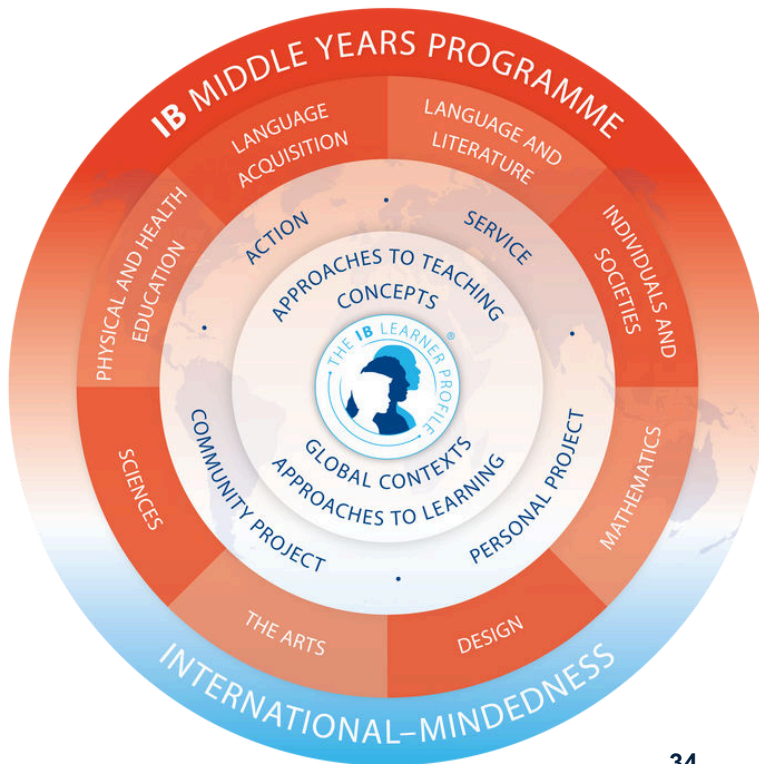 IB MIDDLE YEARS PROGRAMME
LANGUAGE
ACQUISITION
LANGUAGE AND
LITERATURE
INDIVIDUALS AND
SOCIETIES
MATHEMATICS
DESIGN
THE ARTS
SCIENCES
PHYSICAL AND HEALTH
EDUCATION
ACTION
SERVICE
PERSONAL PROJECT
COMMUNITY PROJECT
APPROACHES TO TEACHING
CONCEPTS
THE IB LEARNER PROFILE ®
GLOBAL CONTEXTS
APPROACHES TO LEARNING
INTERNATIONAL–MINDEDNESS
34